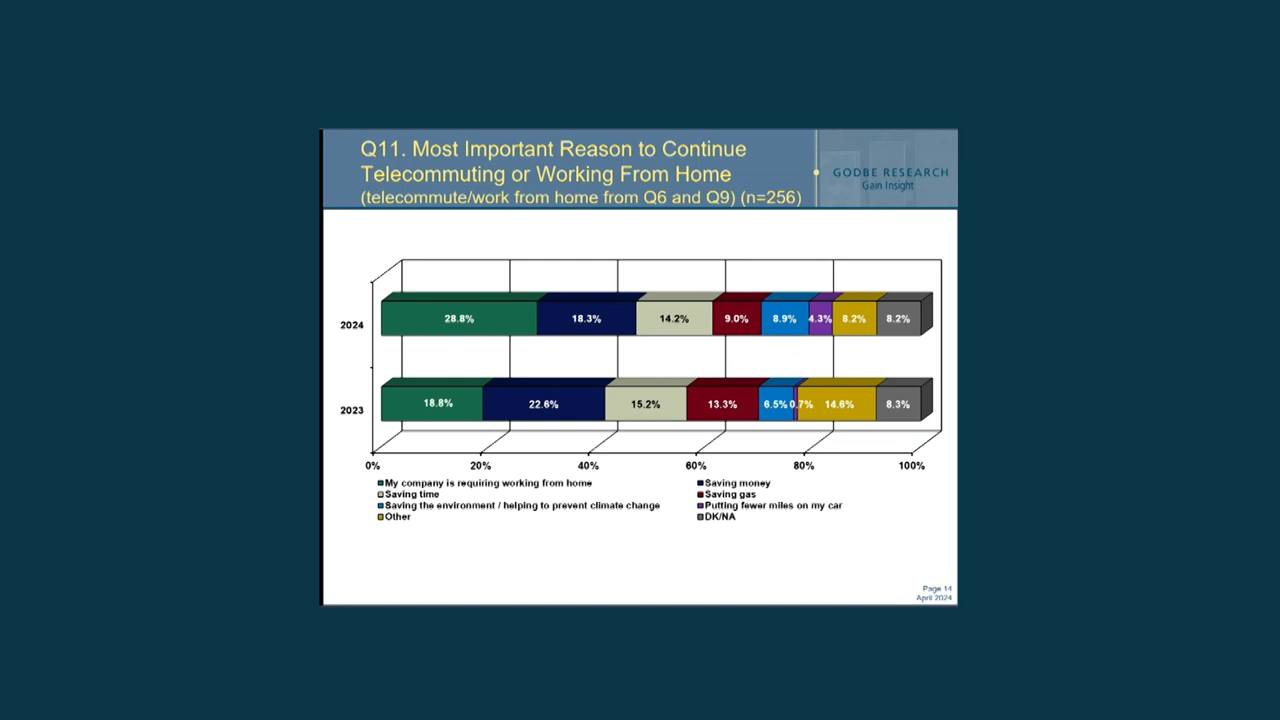 Q11. Most Important Reason to Continue
Telecommuting or Working From Home
(telecommute/work from home from Q6 and Q9) (n=256)
GODBE RESEARCH
Gain Insight
2024
28.8%
18.3%
14.2%
9.0%
8.9%
4.3%
8.2%
8.2%
2023
18.8%
22.6%
15.2%
13.3%
6.5%
0.7%
14.6%
8.3%
0%
20%
40%
60%
80%
100%
My company is requiring working from home
Saving money
Saving time
Saving gas
Saving the environment / helping to prevent climate change
Putting fewer miles on my car
Other
DK/NA
Page 14
April 2024